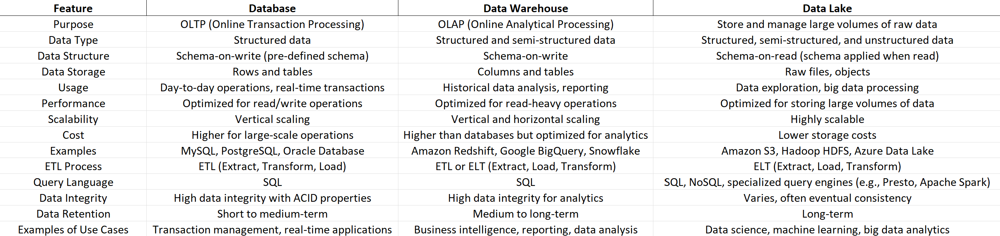 Feature Database Data Warehouse Data Lake
Purpose OLTP (Online Transaction Processing) OLAP (Online Analytical Processing) Store and manage large volumes of raw data
Data Type Structured data Structured and semi-structured data Structured, semi-structured, and unstructured data
Data Structure Schema-on-write (pre-defined schema) Schema-on-write Schema-on-read (schema applied when read)
Data Storage Rows and tables Columns and tables Raw files, objects
Usage Day-to-day operations, real-time transactions Historical data analysis, reporting Data exploration, big data processing
Performance Optimized for read/write operations Optimized for read-heavy operations Optimized for storing large volumes of data
Scalability Vertical scaling Vertical and horizontal scaling Highly scalable
Cost Higher for large-scale operations Higher than databases but optimized for analytics Lower storage costs
Examples MySQL, PostgreSQL, Oracle Database Amazon Redshift, Google BigQuery, Snowflake Amazon S3, Hadoop HDFS, Azure Data Lake
ETL Process ETL (Extract, Transform, Load) ETL or ELT (Extract, Load, Transform) ELT (Extract, Load, Transform)
Query Language SQL SQL SQL, NoSQL, specialized query engines (e.g., Presto, Apache Spark)
Data Integrity High data integrity with ACID properties High data integrity for analytics Varies, often eventual consistency
Data Retention Short to medium-term Medium to long-term Long-term
Examples of Use Cases Transaction management, real-time applications Business intelligence, reporting, data analysis Data science, machine learning, big data analytics